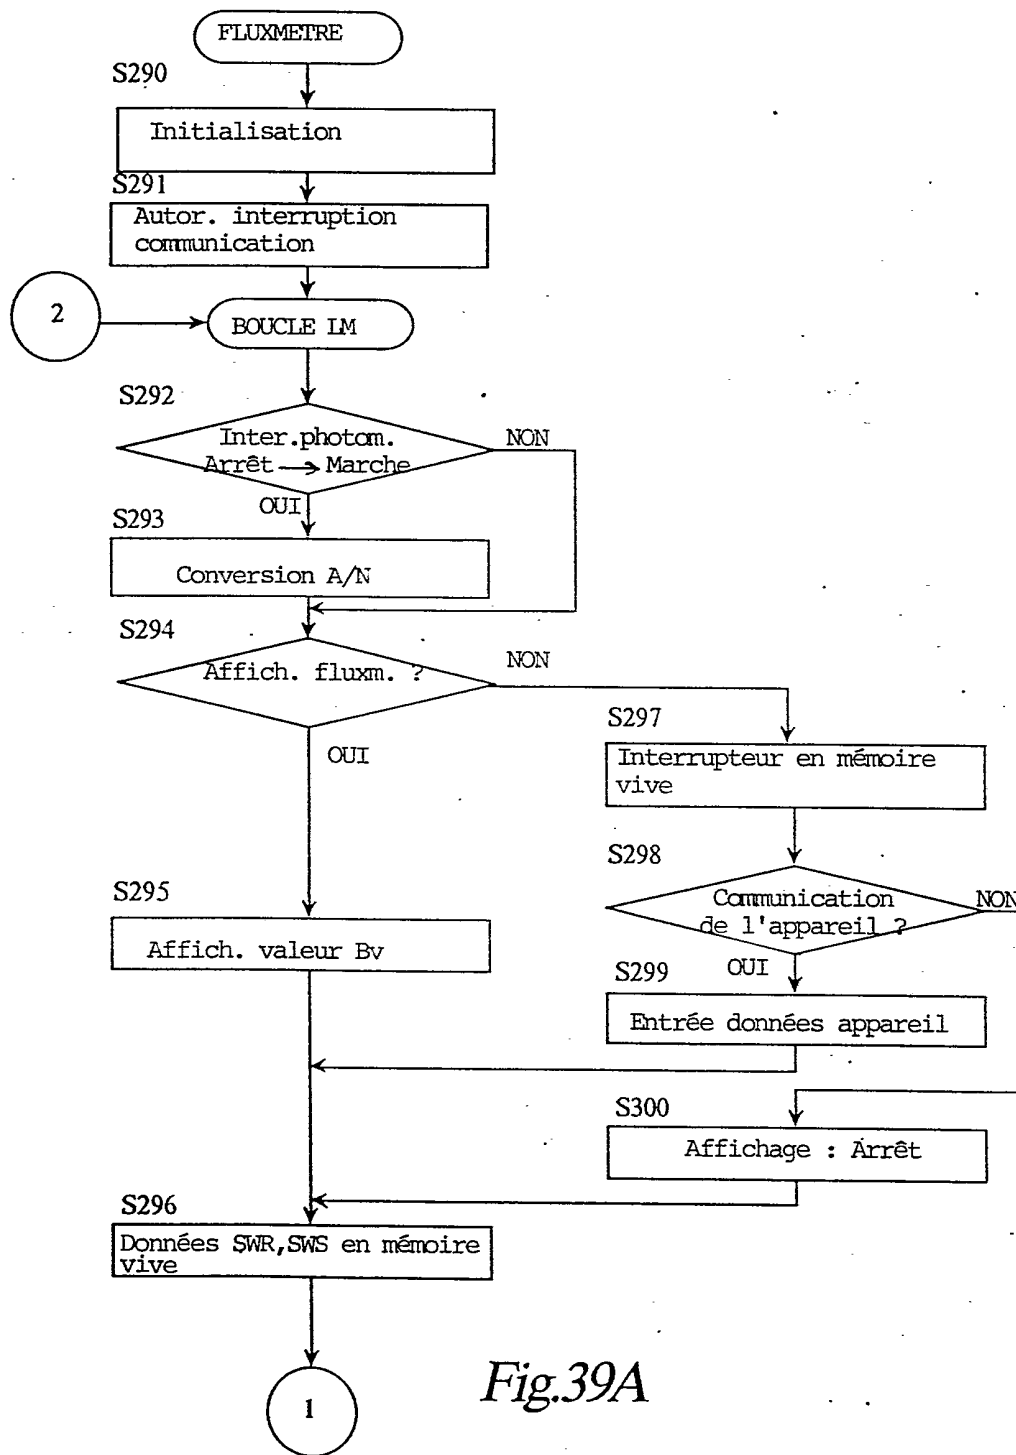 FLUXMETRE
S290
Initialisation
S291
Autor. interruption
communication
2
BOUCLE LM
S292
Inter.photom.
Arrêt → Marche
NON
OUI
S293
Conversion A/N
S294
Affich. fluxm. ?
NON
OUI
S297
Interrupteur en mémoire
vive
S298
Communication
de l'appareil ?
NON
OUI
S295
Affich. valeur Bv
S299
Entrée données appareil
S300
Affichage : Arrêt
S296
Données SWR,SWS en mémoire
vive
1
Fig.39A